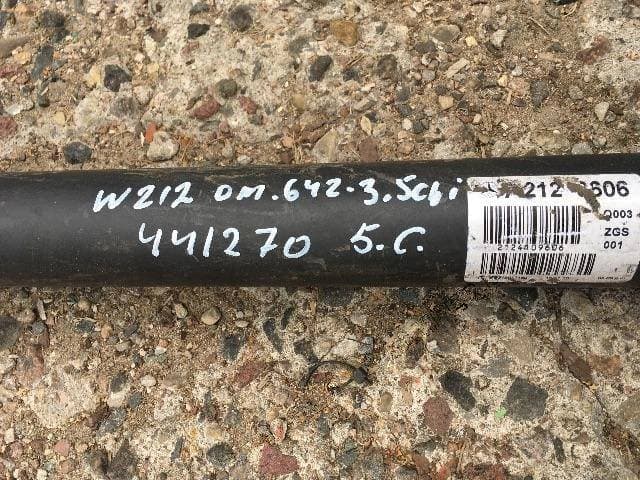 W212 OM.642-3.5cdi
441270 5.C.
212 606
Q003
ZGS
001